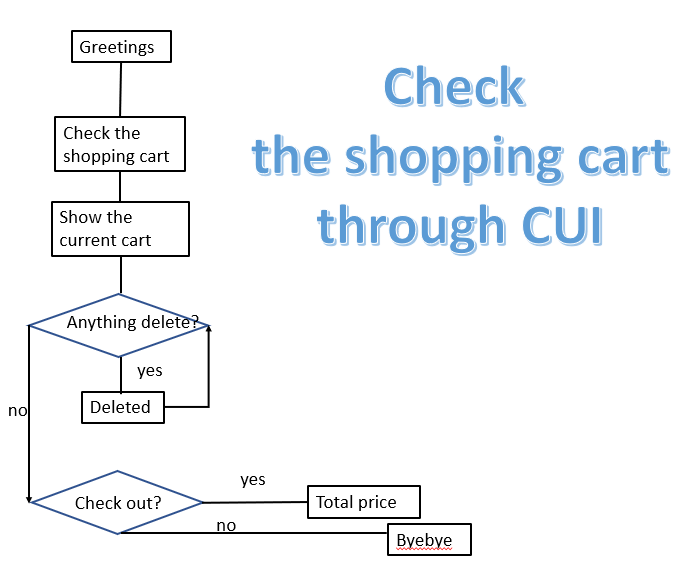 Greetings
Check
the shopping cart
through CUI
Check the
shopping cart
Show the
current cart
Anything delete?
yes
Deleted
no
Check out?
yes
Total price
no
Byebye